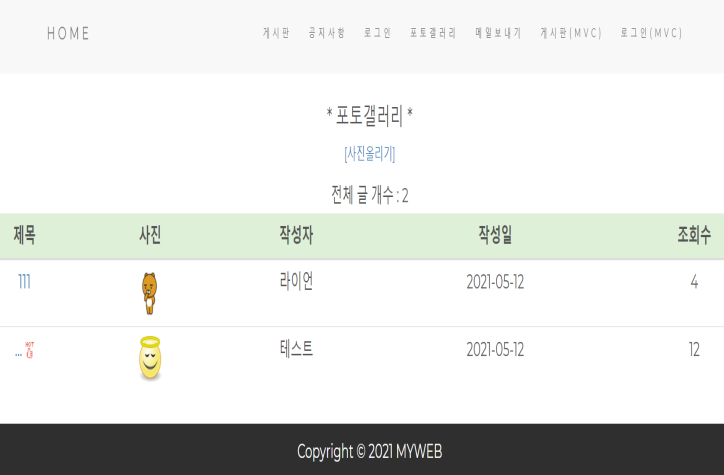 HOME 게시판 공지사항 로그인 포토갤러리 메일보내기 게시판(MVC) 로그인(MVC)
* 포토갤러리 *
[사진올리기]
전체 글 개수 : 2
제목 사진 작성자 작성일 조회수
111 라이언 2021-05-12 4
... HOT 테스트 2021-05-12 12
Copyright © 2021 MYWEB